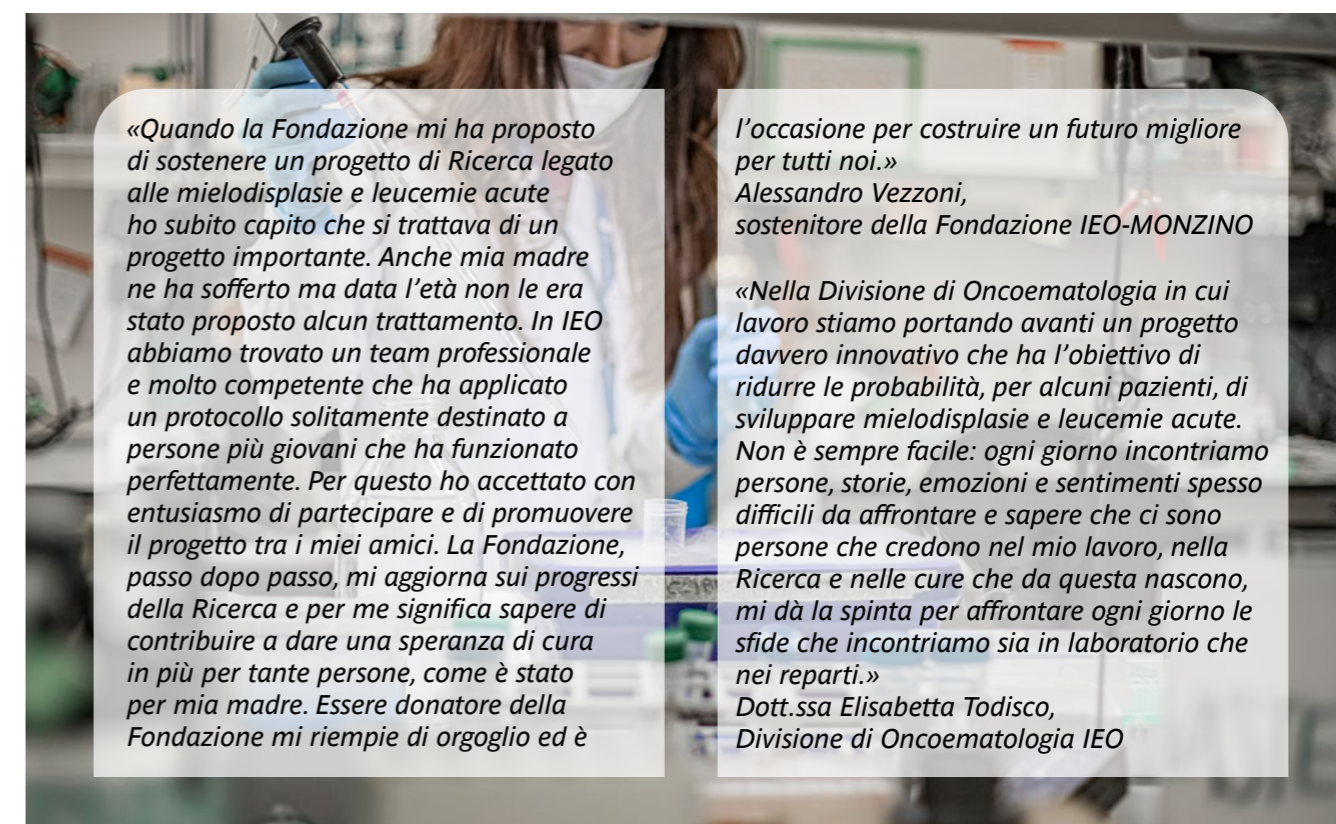 «Quando la Fondazione mi ha proposto
di sostenere un progetto di Ricerca legato
alle mielodisplasie e leucemie acute
ho subito capito che si trattava di un
progetto importante. Anche mia madre
ne ha sofferto ma data l’età non le era
stato proposto alcun trattamento. In IEO
abbiamo trovato un team professionale
e molto competente che ha applicato
un protocollo solitamente destinato a
persone più giovani che ha funzionato
perfettamente. Per questo ho accettato con
entusiasmo di partecipare e di promuovere
il progetto tra i miei amici. La Fondazione,
passo dopo passo, mi aggiorna sui progressi
della Ricerca e per me significa sapere di
contribuire a dare una speranza di cura
in più per tante persone, come è stato
per mia madre. Essere donatore della
Fondazione mi riempie di orgoglio ed è
l’occasione per costruire un futuro migliore
per tutti noi.»
Alessandro Vezzoni,
sostenitore della Fondazione IEO-MONZINO
«Nella Divisione di Oncoematologia in cui
lavoro stiamo portando avanti un progetto
davvero innovativo che ha l’obiettivo di
ridurre le probabilità, per alcuni pazienti, di
sviluppare mielodisplasie e leucemie acute.
Non è sempre facile: ogni giorno incontriamo
persone, storie, emozioni e sentimenti spesso
difficili da affrontare e sapere che ci sono
persone che credono nel mio lavoro, nella
Ricerca e nelle cure che da questa nascono,
mi dà la spinta per affrontare ogni giorno le
sfide che incontriamo sia in laboratorio che
nei reparti.»
Dott.ssa Elisabetta Todisco,
Divisione di Oncoematologia IEO